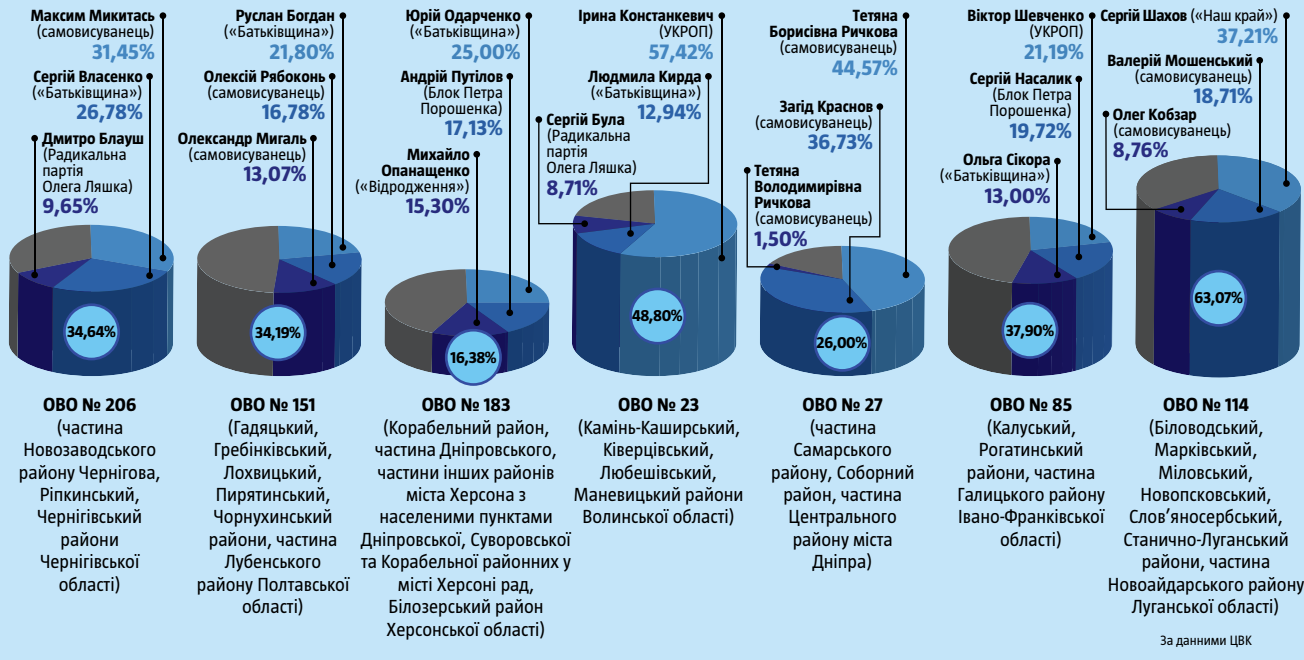 Максим Микитась
(самовисуванець)
31,45%
Сергій Власенко
(«Батьківщина»)
26,78%
Дмитро Блауш
(Радикальна
партія
Олега Ляшка)
9,65%
34,64%
ОВО № 206
(частина
Новозаводського
району Чернігова,
Ріпкинський,
Чернігівський
райони
Чернігівської
області)
Руслан Богдан
(«Батьківщина»)
21,80%
Олексій Рябоконь
(самовисуванець)
16,78%
Олександр Мигаль
(самовисуванець)
13,07%
34,19%
ОВО № 151
(Гадяцький,
Гребінківський,
Лохвицький,
Пирятинський,
Чорнухинський
райони, частина
Лубенського
району Полтавської
області)
Юрій Одарченко
(«Батьківщина»)
25,00%
Андрій Путілов
(Блок Петра
Порошенка)
17,13%
Михайло
Опанащенко
(«Відродження»)
15,30%
16,38%
ОВО № 183
(Корабельний район,
частина Дніпровського,
частини інших районів
міста Херсона з
населеними пунктами
Дніпровської, Суворовської
та Корабельної районних у
місті Херсоні рад,
Білозерський район
Херсонської області)
Ірина Констанкевич
(УКРОП)
57,42%
Людмила Кирда
(«Батьківщина»)
12,94%
Сергій Була
(Радикальна
партія
Олега Ляшка)
8,71%
48,80%
ОВО № 23
(Камінь-Каширський,
Ківерцівський,
Любешівський,
Маневицький райони
Волинської області)
Тетяна
Борисівна Ричкова
(самовисуванець)
44,57%
Загід Краснов
(самовисуванець)
36,73%
Тетяна
Володимирівна
Ричкова
(самовисуванець)
1,50%
26,00%
ОВО № 27
(частина
Самарського
району, Соборний
район, частина
Центрального
району міста
Дніпра)
Віктор Шевченко
(УКРОП)
21,19%
Сергій Насалик
(Блок Петра
Порошенка)
19,72%
Ольга Сікора
(«Батьківщина»)
13,00%
37,90%
ОВО № 85
(Калуський,
Рогатинський
райони, частина
Галицького району
Івано-Франківської
області)
Сергій Шахов («Наш край»)
37,21%
Валерій Мошенський
(самовисуванець)
18,71%
Олег Кобзар
(самовисуванець)
8,76%
63,07%
ОВО № 114
(Біловодський,
Марківський,
Міловський,
Новопсковський,
Слов’яносербський,
Станично-Луганський
райони, частина
Новоайдарського району
Луганської області)
За данними ЦВК